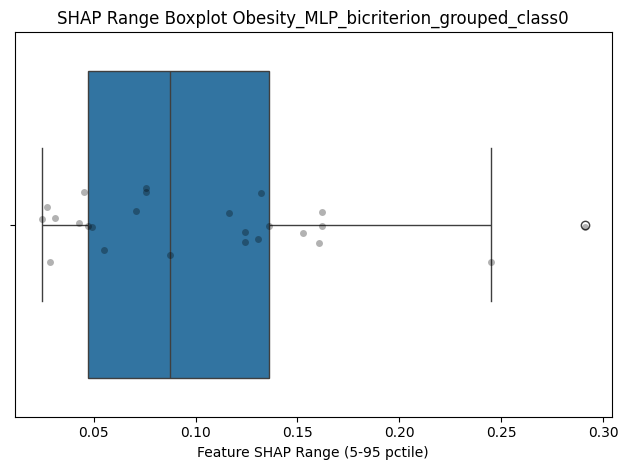 SHAP Range Boxplot Obesity_MLP_bicriterion_grouped_class0
0.05 0.10 0.15 0.20 0.25 0.30
Feature SHAP Range (5-95 pctile)